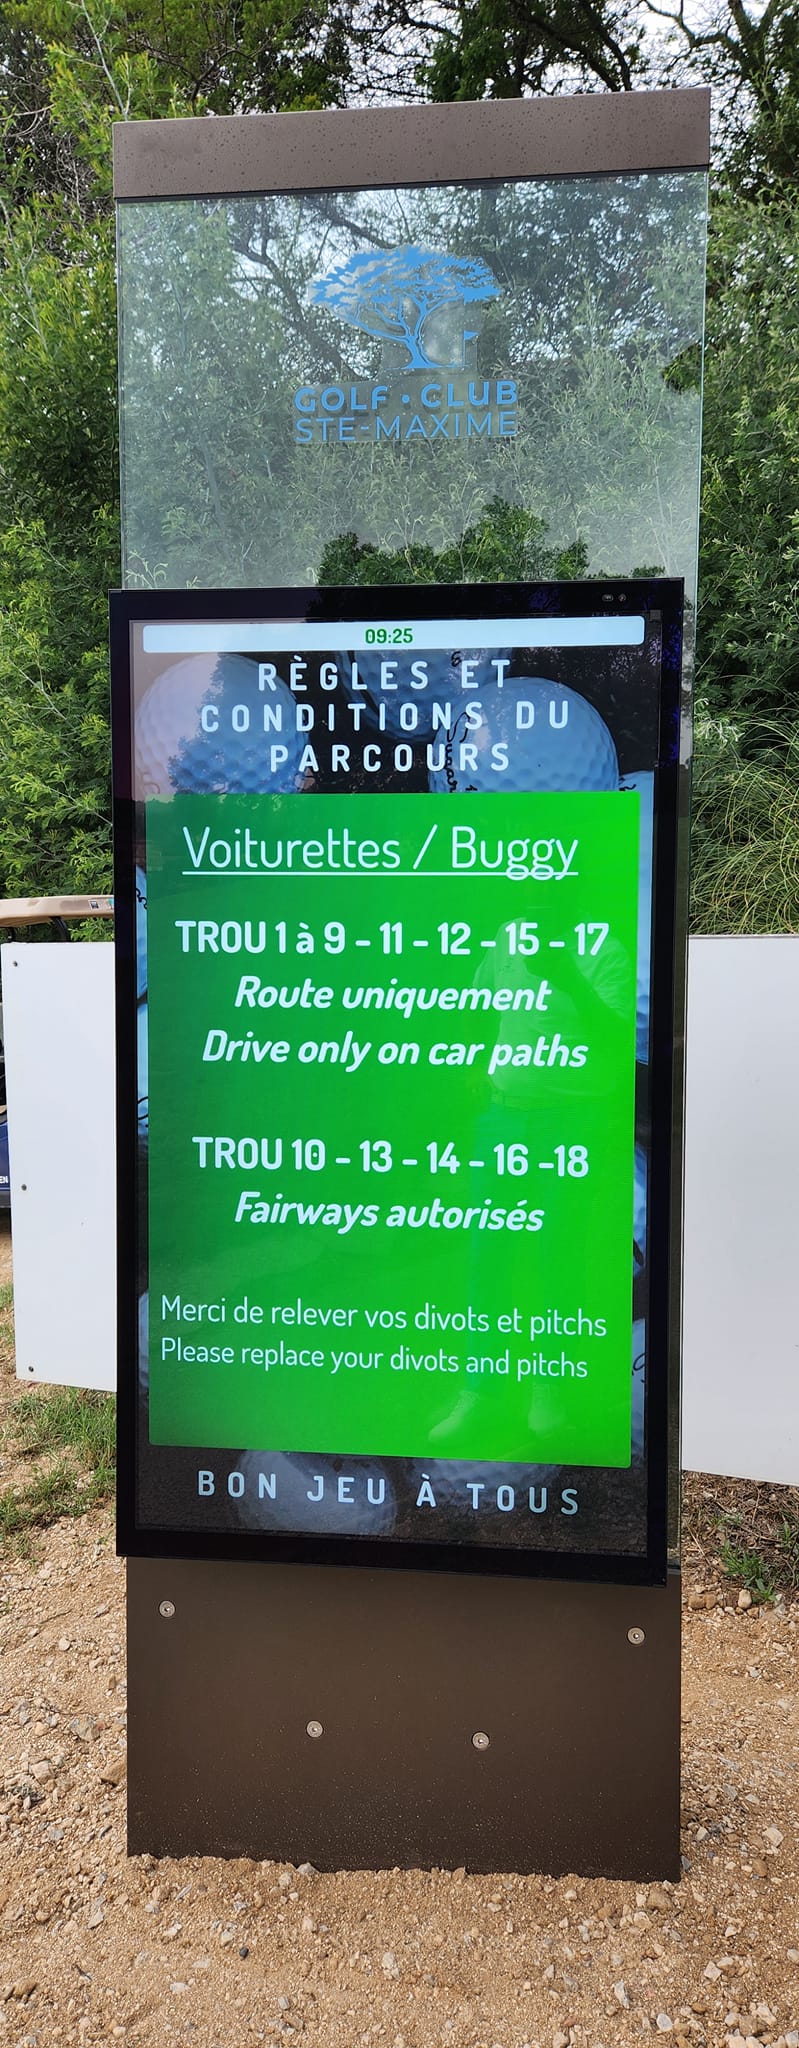 GOLF • CLUB
STE-MAXIME
09:25
RÈGLES ET
CONDITIONS DU
PARCOURS
Voiturettes / Buggy
TROU 1 à 9 - 11 - 12 - 15 - 17
Route uniquement
Drive only on car paths
TROU 10 - 13 - 14 - 16 -18
Fairways autorisés
Merci de relever vos divots et pitchs
Please replace your divots and pitchs
BON JEU À TOUS